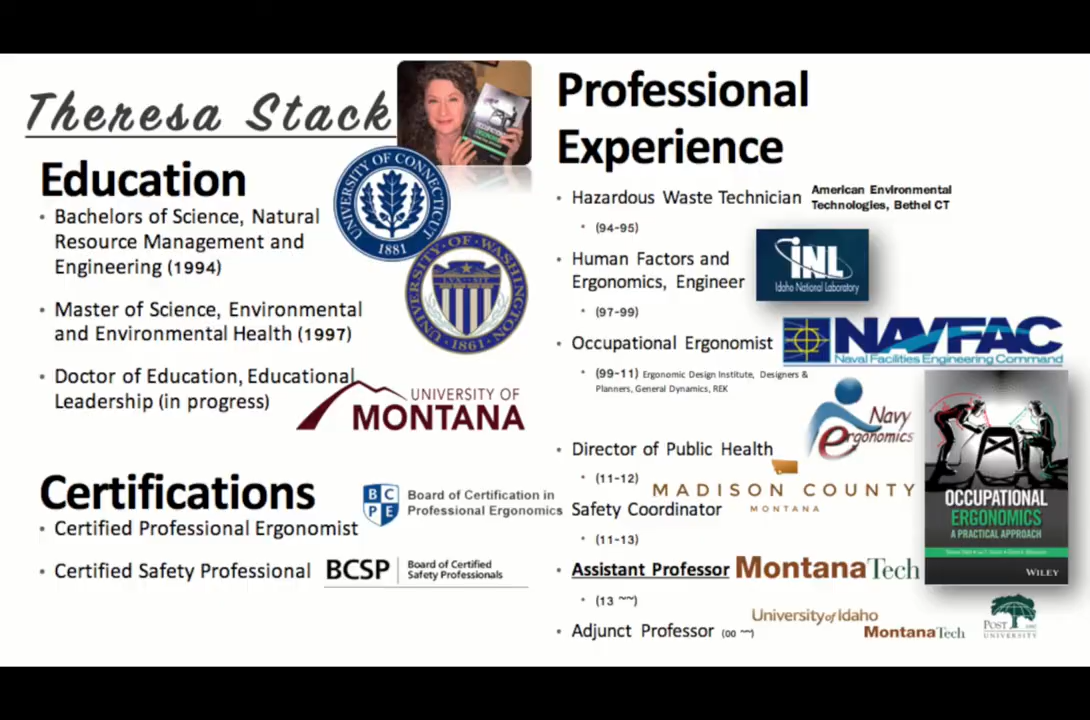 Theresa Stack
Education
• Bachelors of Science, Natural
Resource Management and
Engineering (1994)
• Master of Science, Environmental
and Environmental Health (1997)
• Doctor of Education, Educational
Leadership (in progress)
UNIVERSITY OF CONNECTICUT
1881
UNIVERSITY OF WASHINGTON
LUX SIT
1861
UNIVERSITY OF
MONTANA
Certifications
• Certified Professional Ergonomist
BCPE
Board of Certification in
Professional Ergonomics
• Certified Safety Professional
BCSP
Board of Certified
Safety Professionals
Professional
Experience
• Hazardous Waste Technician
American Environmental
Technologies, Bethel CT
• (94-95)
• Human Factors and
Ergonomics, Engineer
INL
Idaho National Laboratory
• (97-99)
• Occupational Ergonomist
NAVFAC
Naval Facilities Engineering Command
• (99-11) Ergonomic Design Institute, Designers &
Planners, General Dynamics, REK
Navy
ergonomics
• Director of Public Health
• (11-12)
MADISON COUNTY
MONTANA
• Safety Coordinator
• (11-13)
• Assistant Professor
MontanaTech
• (13 ~~)
• Adjunct Professor (00 ~~)
University of Idaho
MontanaTech
POST
UNIVERSITY
OCCUPATIONAL
ERGONOMICS
A PRACTICAL APPROACH
WILEY